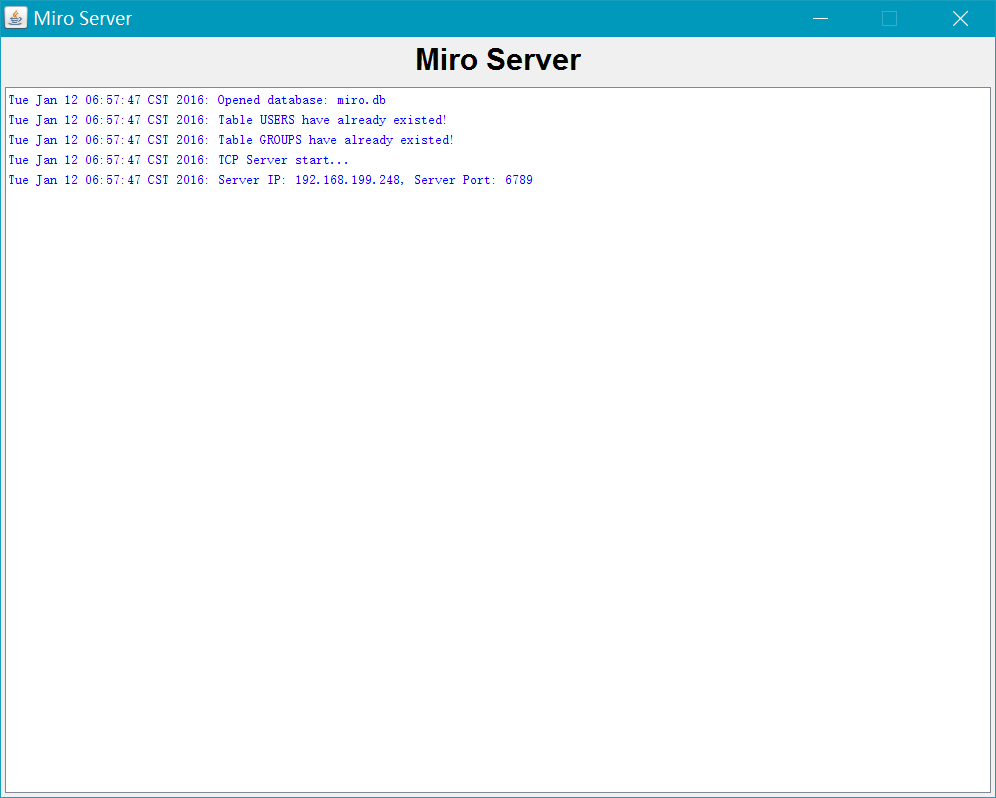 Miro Server
Miro Server
Tue Jan 12 06:57:47 CST 2016: Opened database: miro.db
Tue Jan 12 06:57:47 CST 2016: Table USERS have already existed!
Tue Jan 12 06:57:47 CST 2016: Table GROUPS have already existed!
Tue Jan 12 06:57:47 CST 2016: TCP Server start...
Tue Jan 12 06:57:47 CST 2016: Server IP: 192.168.199.248, Server Port: 6789